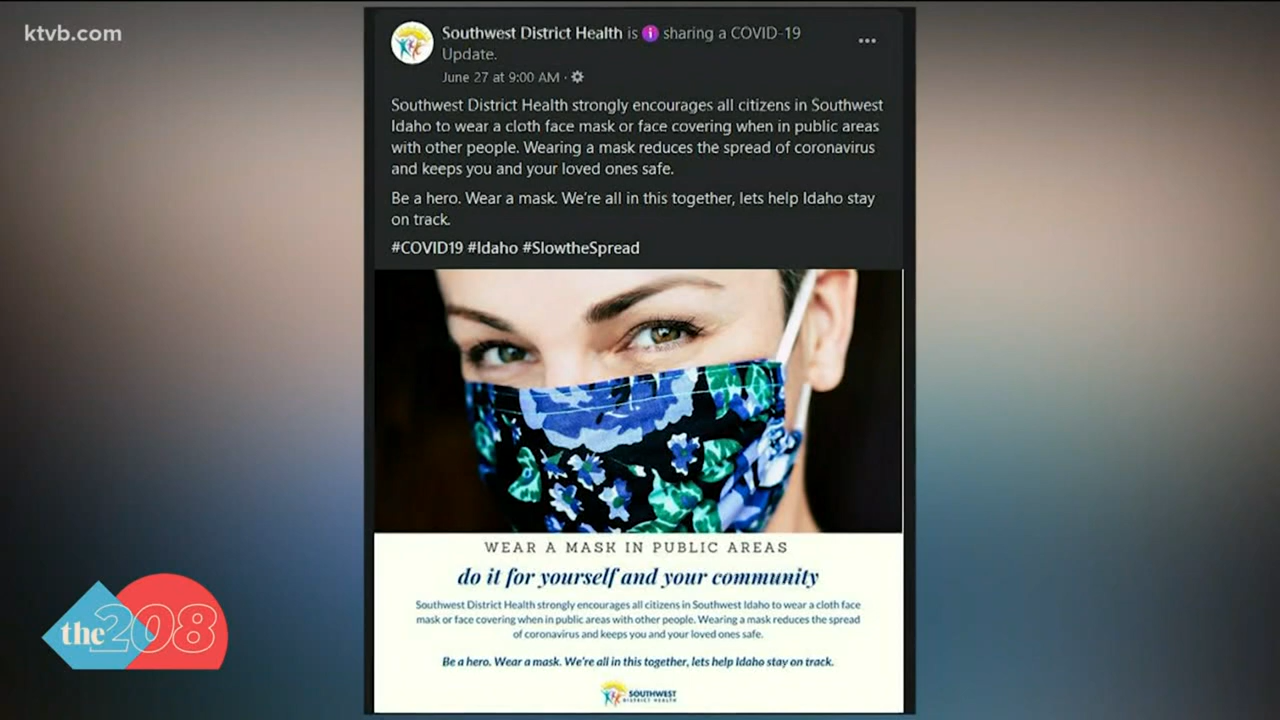 ktvb.com
Southwest District Health is sharing a COVID-19
Update.
June 27 at 9:00 AM ·
Southwest District Health strongly encourages all citizens in Southwest
Idaho to wear a cloth face mask or face covering when in public areas
with other people. Wearing a mask reduces the spread of coronavirus
and keeps you and your loved ones safe.
Be a hero. Wear a mask. We're all in this together, lets help Idaho stay
on track.
#COVID19 #Idaho #SlowtheSpread
WEAR A MASK IN PUBLIC AREAS
do it for yourself and your community
Southwest District Health strongly encourages all citizens in Southwest Idaho to wear a cloth face
mask or face covering when in public areas with other people. Wearing a mask reduces the spread
of coronavirus and keeps you and your loved ones safe.
Be a hero. Wear a mask. We're all in this together, lets help Idaho stay on track.
SOUTHWEST
DISTRICT HEALTH
the 208